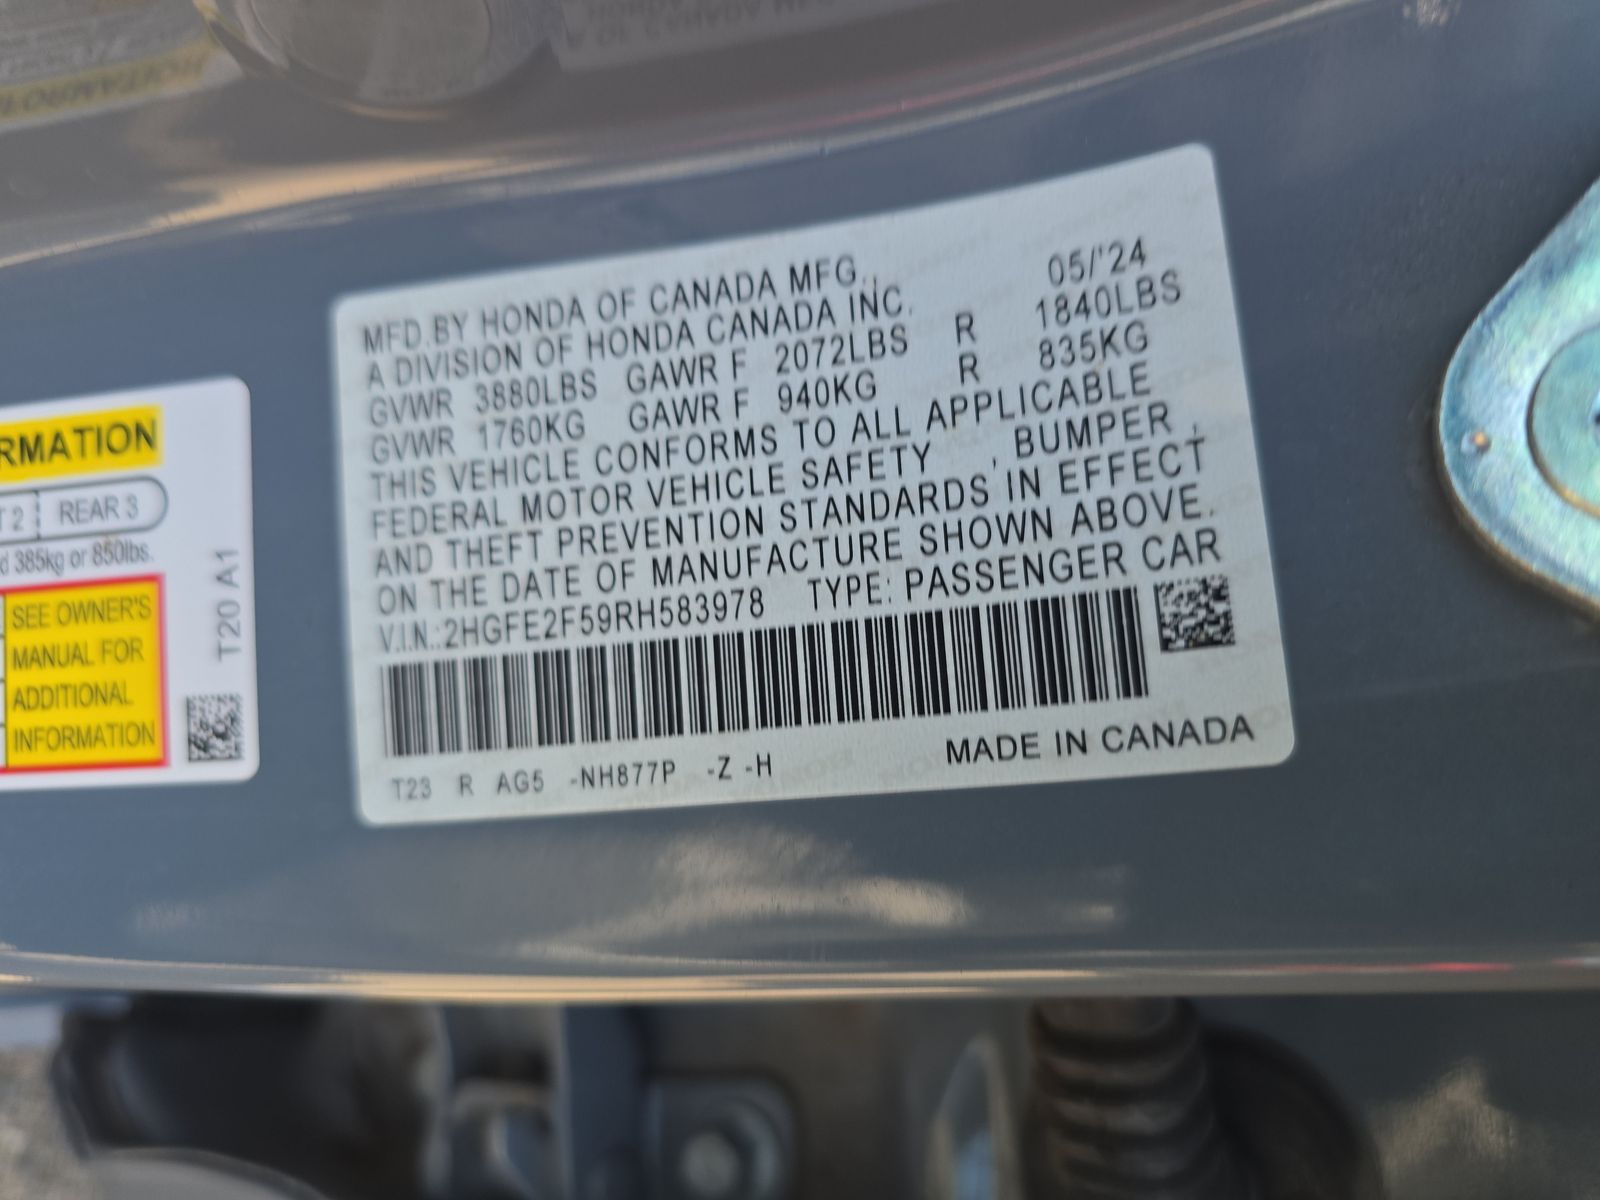 MFD.BY HONDA OF CANADA MFG.,
A DIVISION OF HONDA CANADA INC. 05/'24
GVWR 3880LBS GAWR F 2072LBS R 1840LBS
GVWR 1760KG GAWR F 940KG R 835KG
THIS VEHICLE CONFORMS TO ALL APPLICABLE
FEDERAL MOTOR VEHICLE SAFETY , BUMPER ,
AND THEFT PREVENTION STANDARDS IN EFFECT
ON THE DATE OF MANUFACTURE SHOWN ABOVE.
V.I.N.:2HGFE2F59RH583978 TYPE: PASSENGER CAR
T23 R AG5 -NH877P -Z -H
MADE IN CANADA
RMATION
T 2 REAR 3
d 385kg or 850lbs.
SEE OWNER'S
MANUAL FOR
ADDITIONAL
INFORMATION
T20 A1